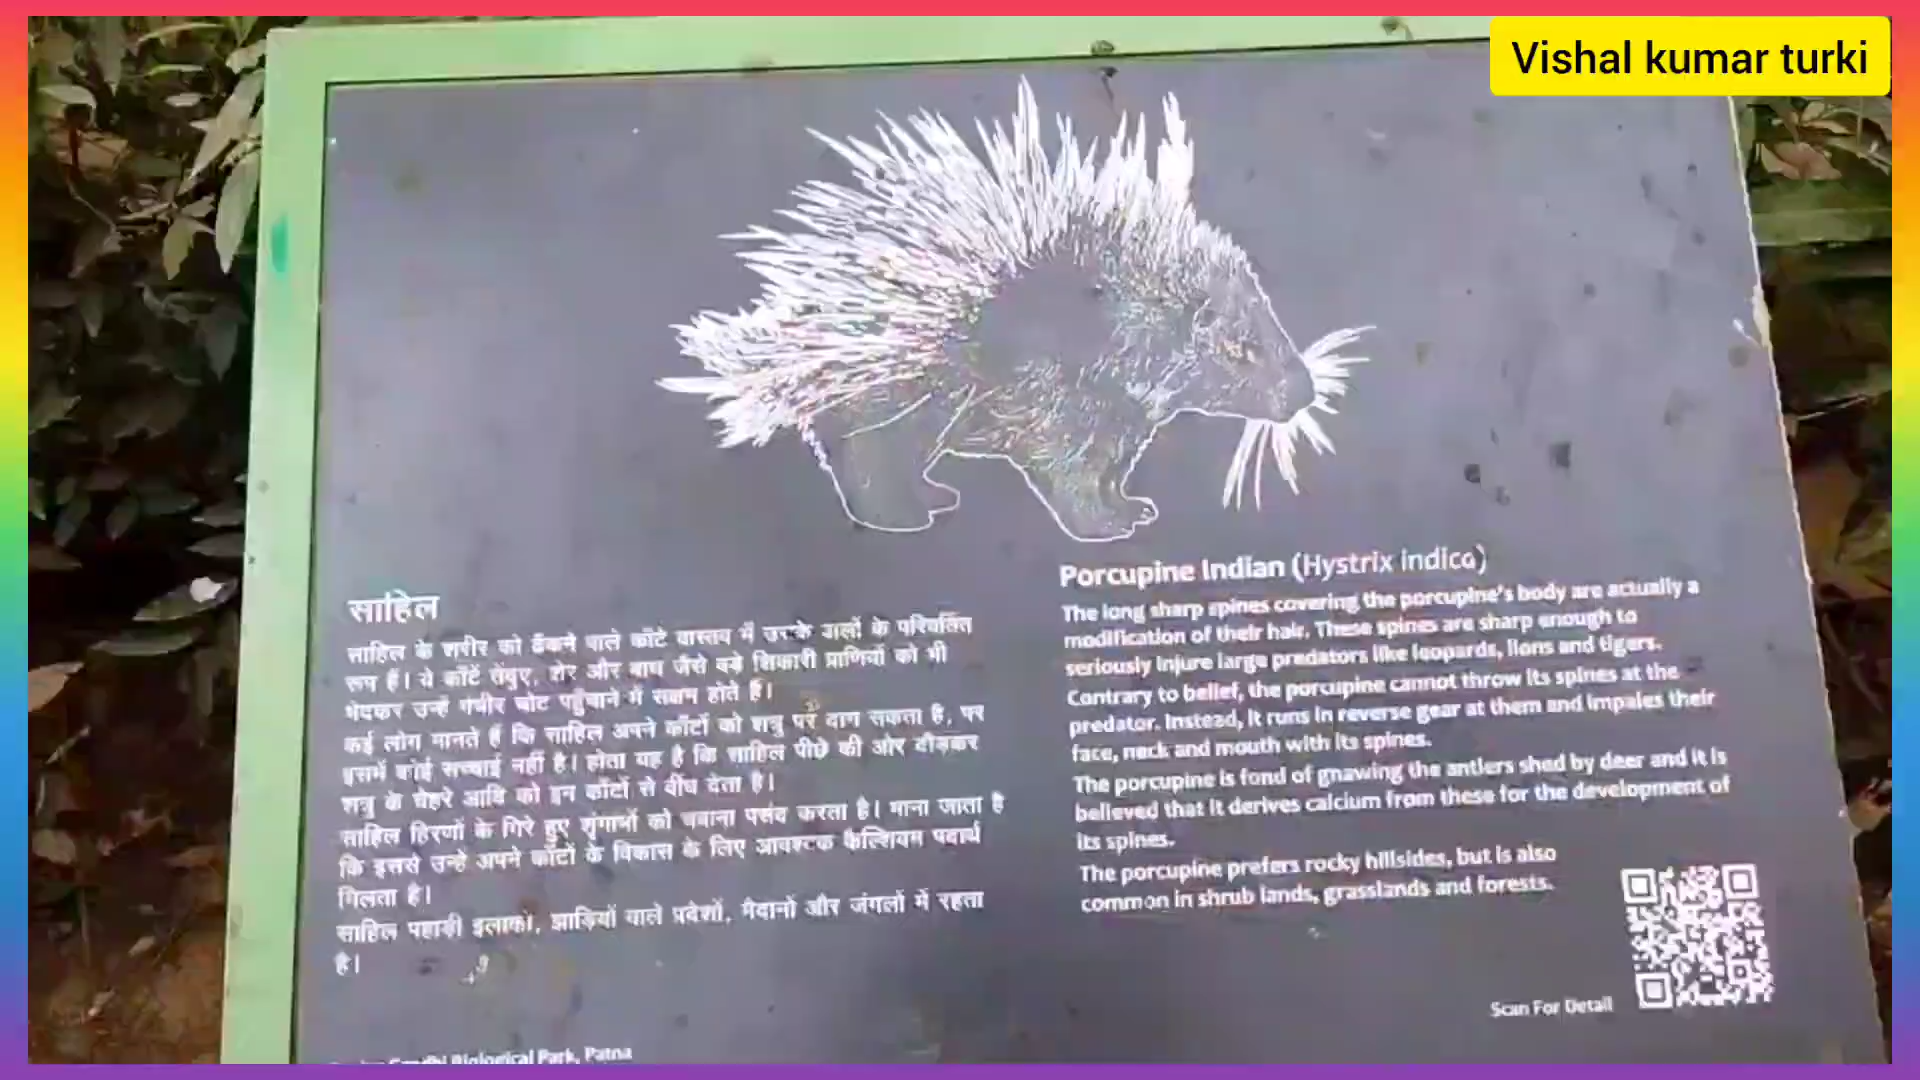 Vishal kumar turki
साहिल
साहिल के शरीर को ढँकने वाले काँटे वास्तव में उनके बालों के परिवर्तित
रूप हैं। ये काँटें तेंदुए, शेर और बाघ जैसे बड़े शिकारी प्राणियों को भी
भेदकर उन्हें गंभीर चोट पहुँचाने में सक्षम होते हैं।
कई लोग मानते हैं कि साहिल अपने काँटों को शत्रु पर दाग सकता है, पर
इसमें कोई सच्चाई नहीं है। होता यह है कि साहिल पीछे की ओर दौड़कर
शत्रु के चेहरे आदि को इन काँटों से बींध देता है।
साहिल हिरणों के गिरे हुए शृंगाभों को चबाना पसंद करता है। माना जाता है
कि इससे उन्हे अपने काँटों के विकास के लिए आवश्यक कैल्शियम पदार्थ
मिलता है।
साहिल पहाड़ी इलाकों, झाड़ियों वाले प्रदेशों, मैदानों और जंगलों में रहता
है।
Porcupine Indian (Hystrix indica)
The long sharp spines covering the porcupine's body are actually a
modification of their hair. These spines are sharp enough to
seriously injure large predators like leopards, lions and tigers.
Contrary to belief, the porcupine cannot throw its spines at the
predator. Instead, it runs in reverse gear at them and impales their
face, neck and mouth with its spines.
The porcupine is fond of gnawing the antlers shed by deer and it is
believed that it derives calcium from these for the development of
its spines.
The porcupine prefers rocky hillsides, but is also
common in shrub lands, grasslands and forests.
Scan For Detail
Gandhi Biological Park, Patna